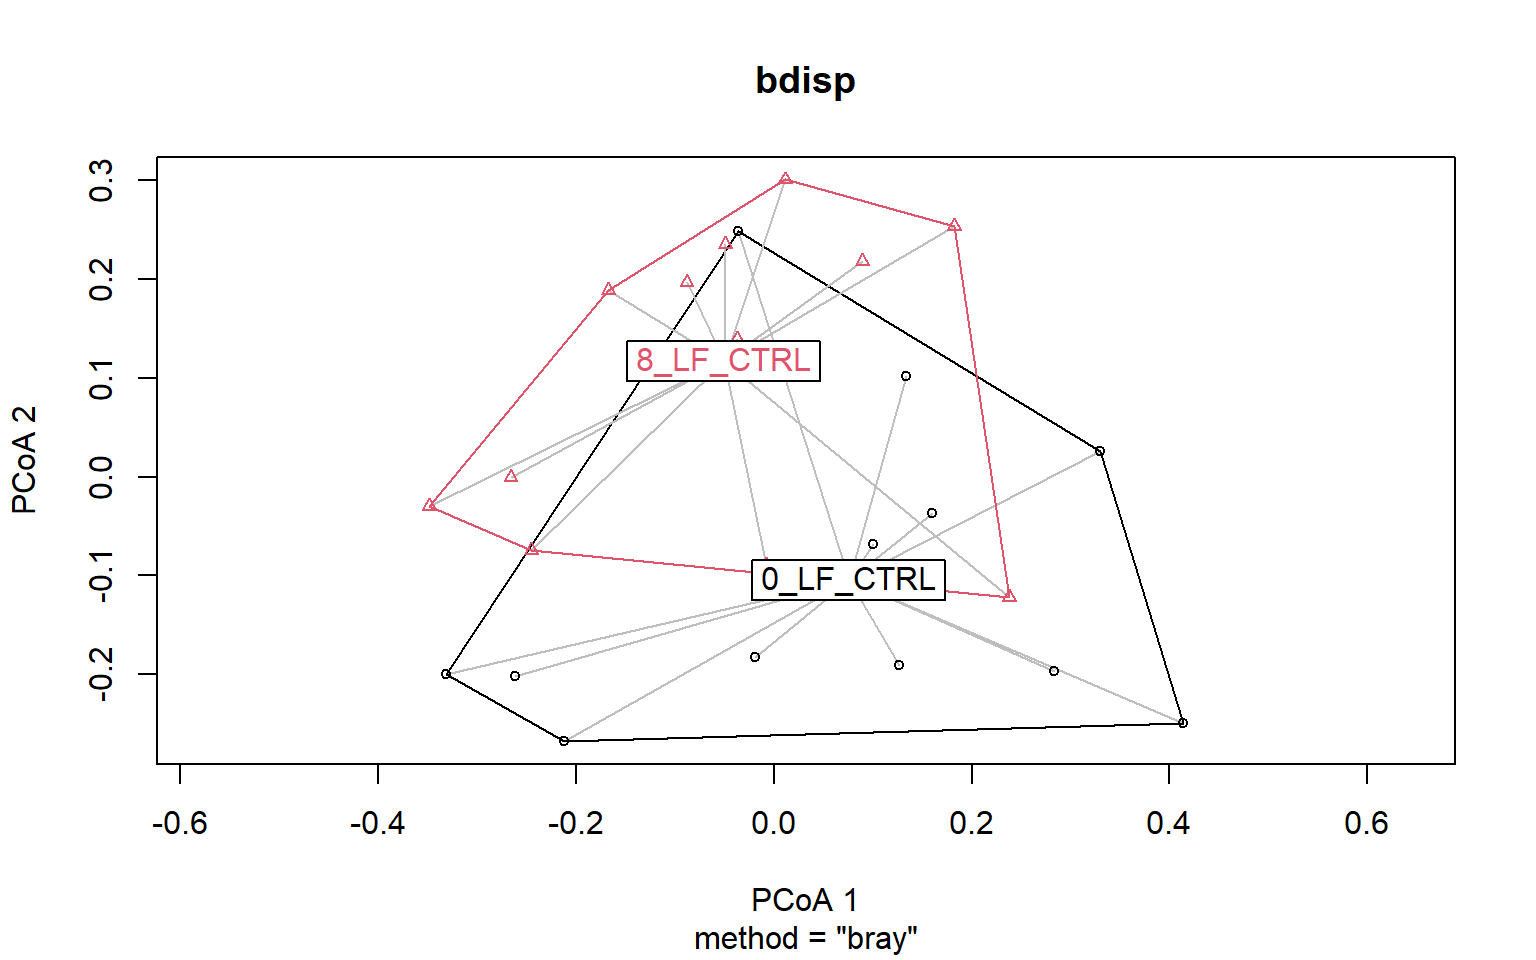 bdisp
0.3
0.2
0.1
0.0
-0.1
-0.2
PCoA 2
8_LF_CTRL
0_LF_CTRL
-0.6 -0.4 -0.2 0.0 0.2 0.4 0.6
PCoA 1
method = "bray"